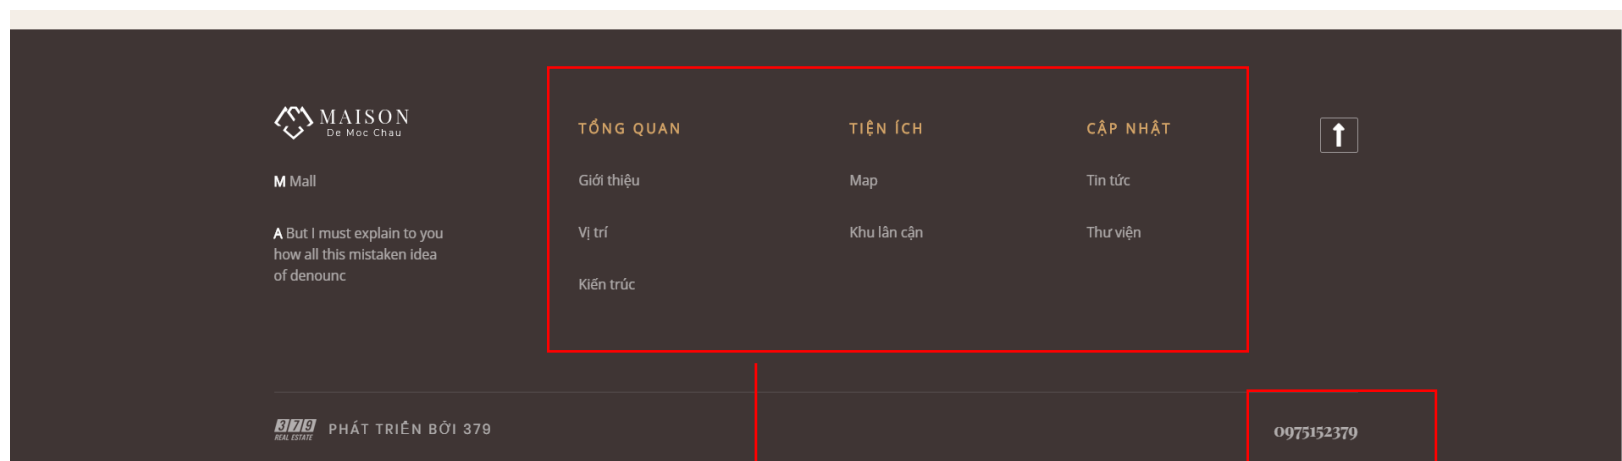 MAISON
De Moc Chau
M Mall
A But I must explain to you
how all this mistaken idea
of denounc
TỔNG QUAN
Giới thiệu
Vị trí
Kiến trúc
TIỆN ÍCH
Map
Khu lân cận
CẬP NHẬT
Tin tức
Thư viện
379
REAL ESTATE
PHÁT TRIỂN BỞI 379
0975152379